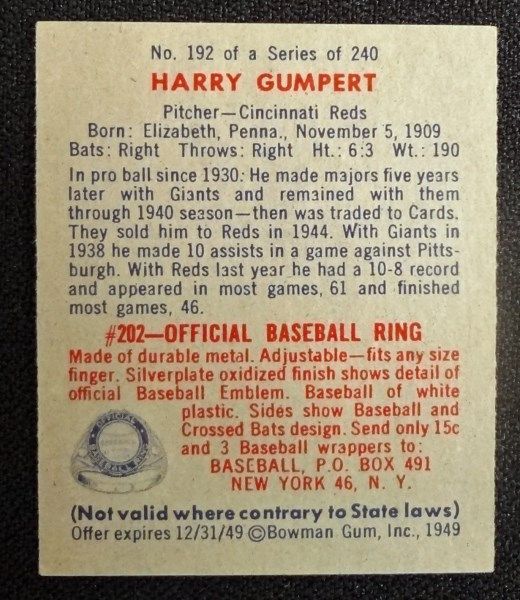 No. 192 of a Series of 240
HARRY GUMPERT
Pitcher—Cincinnati Reds
Born: Elizabeth, Penna., November 5, 1909
Bats: Right Throws: Right Ht.: 6:3 Wt.: 190
In pro ball since 1930. He made majors five years
later with Giants and remained with them
through 1940 season—then was traded to Cards.
They sold him to Reds in 1944. With Giants in
1938 he made 10 assists in a game against Pitts-
burgh. With Reds last year he had a 10-8 record
and appeared in most games, 61 and finished
most games, 46.
#202—OFFICIAL BASEBALL RING
Made of durable metal. Adjustable—fits any size
finger. Silverplate oxidized finish shows detail of
official Baseball Emblem. Baseball of white
plastic. Sides show Baseball and
Crossed Bats design. Send only 15c
and 3 Baseball wrappers to:
BASEBALL, P.O. BOX 491
NEW YORK 46, N. Y.
OFFICIAL
BASEBALL RING
(Not valid where contrary to State laws)
Offer expires 12/31/49 ©Bowman Gum, Inc., 1949